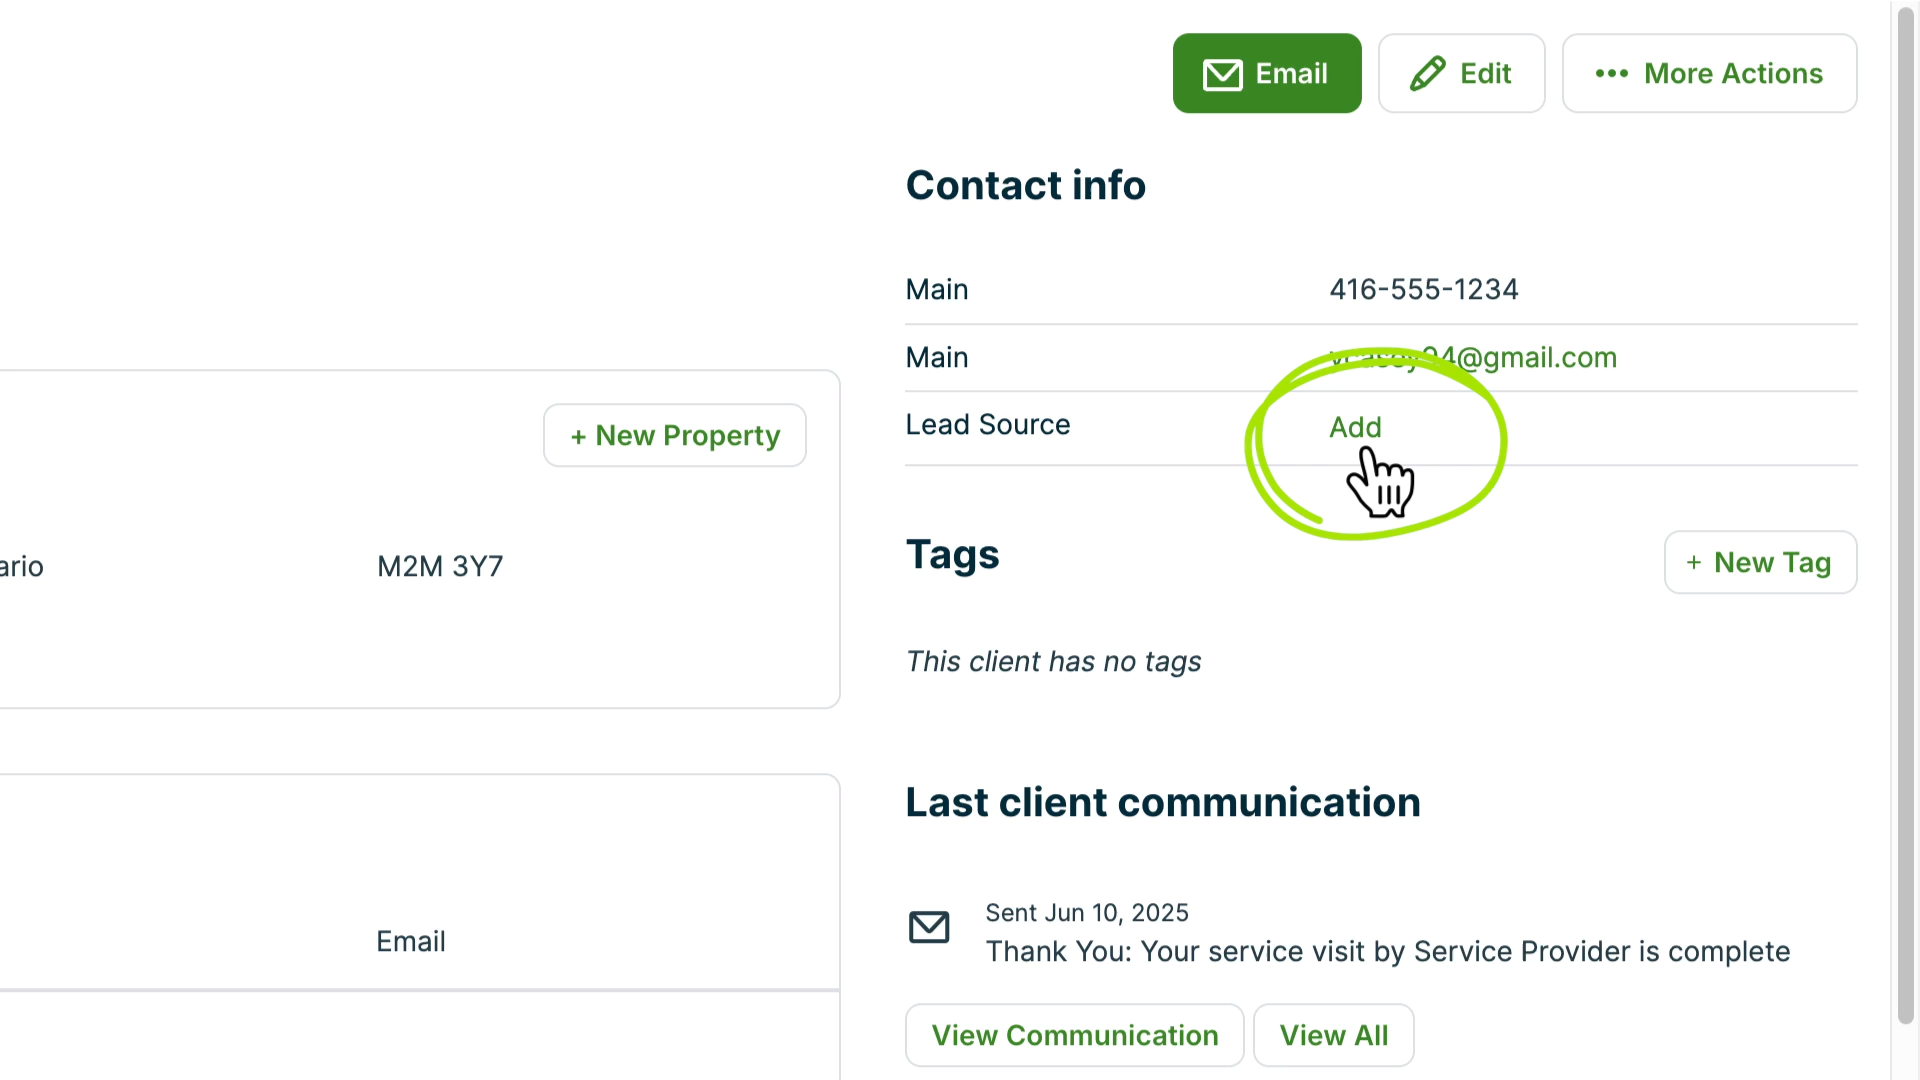 Email
Edit
More Actions
Contact info
Main 416-555-1234
Main @gmail.com
+ New Property
Lead Source Add
Tags
+ New Tag
ario M2M 3Y7
This client has no tags
Last client communication
Sent Jun 10, 2025
Email
Thank You: Your service visit by Service Provider is complete
View Communication
View All